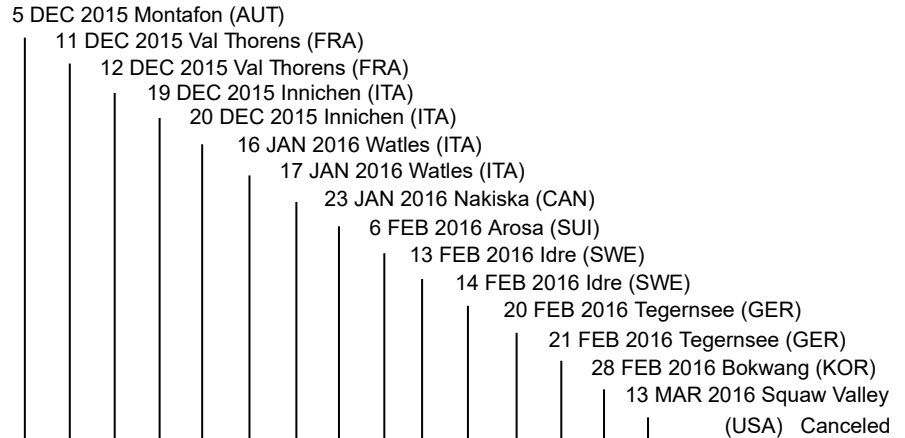 5 DEC 2015 Montafon (AUT)
11 DEC 2015 Val Thorens (FRA)
12 DEC 2015 Val Thorens (FRA)
19 DEC 2015 Innichen (ITA)
20 DEC 2015 Innichen (ITA)
16 JAN 2016 Watles (ITA)
17 JAN 2016 Watles (ITA)
23 JAN 2016 Nakiska (CAN)
6 FEB 2016 Arosa (SUI)
13 FEB 2016 Idre (SWE)
14 FEB 2016 Idre (SWE)
20 FEB 2016 Tegernsee (GER)
21 FEB 2016 Tegernsee (GER)
28 FEB 2016 Bokwang (KOR)
13 MAR 2016 Squaw Valley
(USA) Canceled